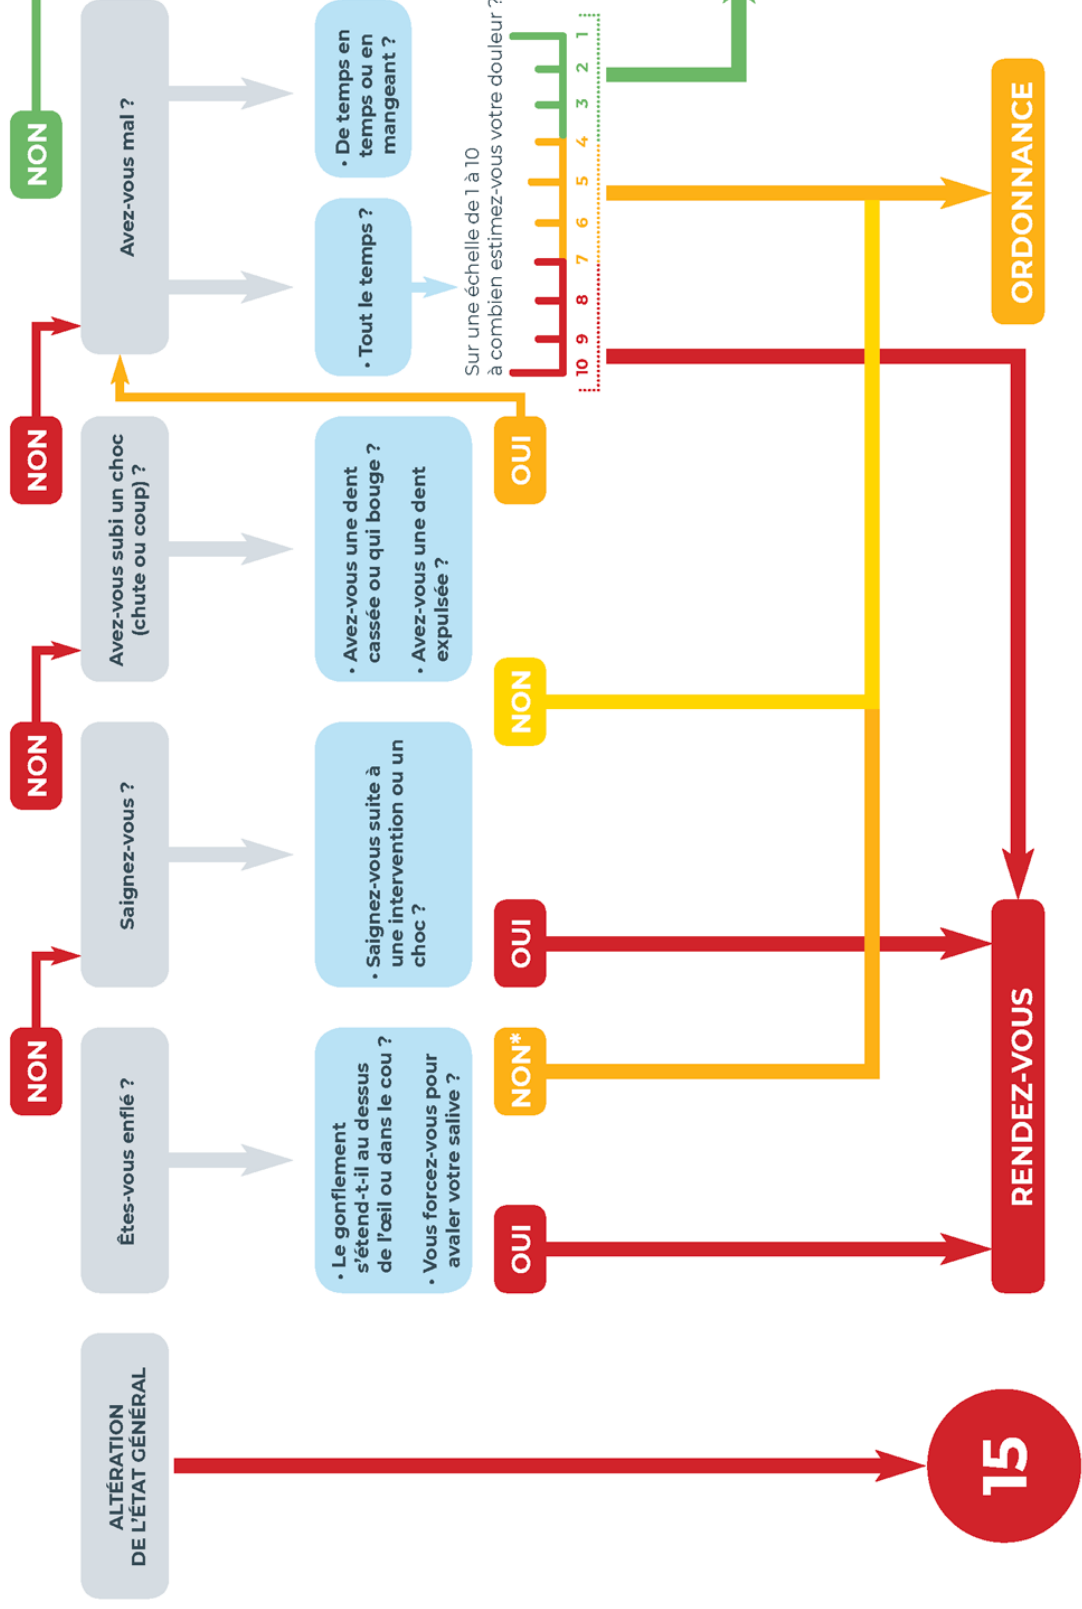 ALTÉRATION
DE L'ÉTAT GÉNÉRAL
15
NON
Êtes-vous enflé ?
• Le gonflement
s'étend-t-il au dessus
de l'œil ou dans le cou ?
• Vous forcez-vous pour
avaler votre salive ?
OUI
NON*
NON
Saignez-vous ?
• Saignez-vous suite à
une intervention ou un
choc ?
OUI
NON
RENDEZ-VOUS
NON
Avez-vous subi un choc
(chute ou coup) ?
• Avez-vous une dent
cassée ou qui bouge ?
• Avez-vous une dent
expulsée ?
OUI
NON
Avez-vous mal ?
• Tout le temps ?
• De temps en
temps ou en
mangeant ?
Sur une échelle de 1 à 10
à combien estimez-vous votre douleur ?
10 9 8 7 6 5 4 3 2 1
ORDONNANCE